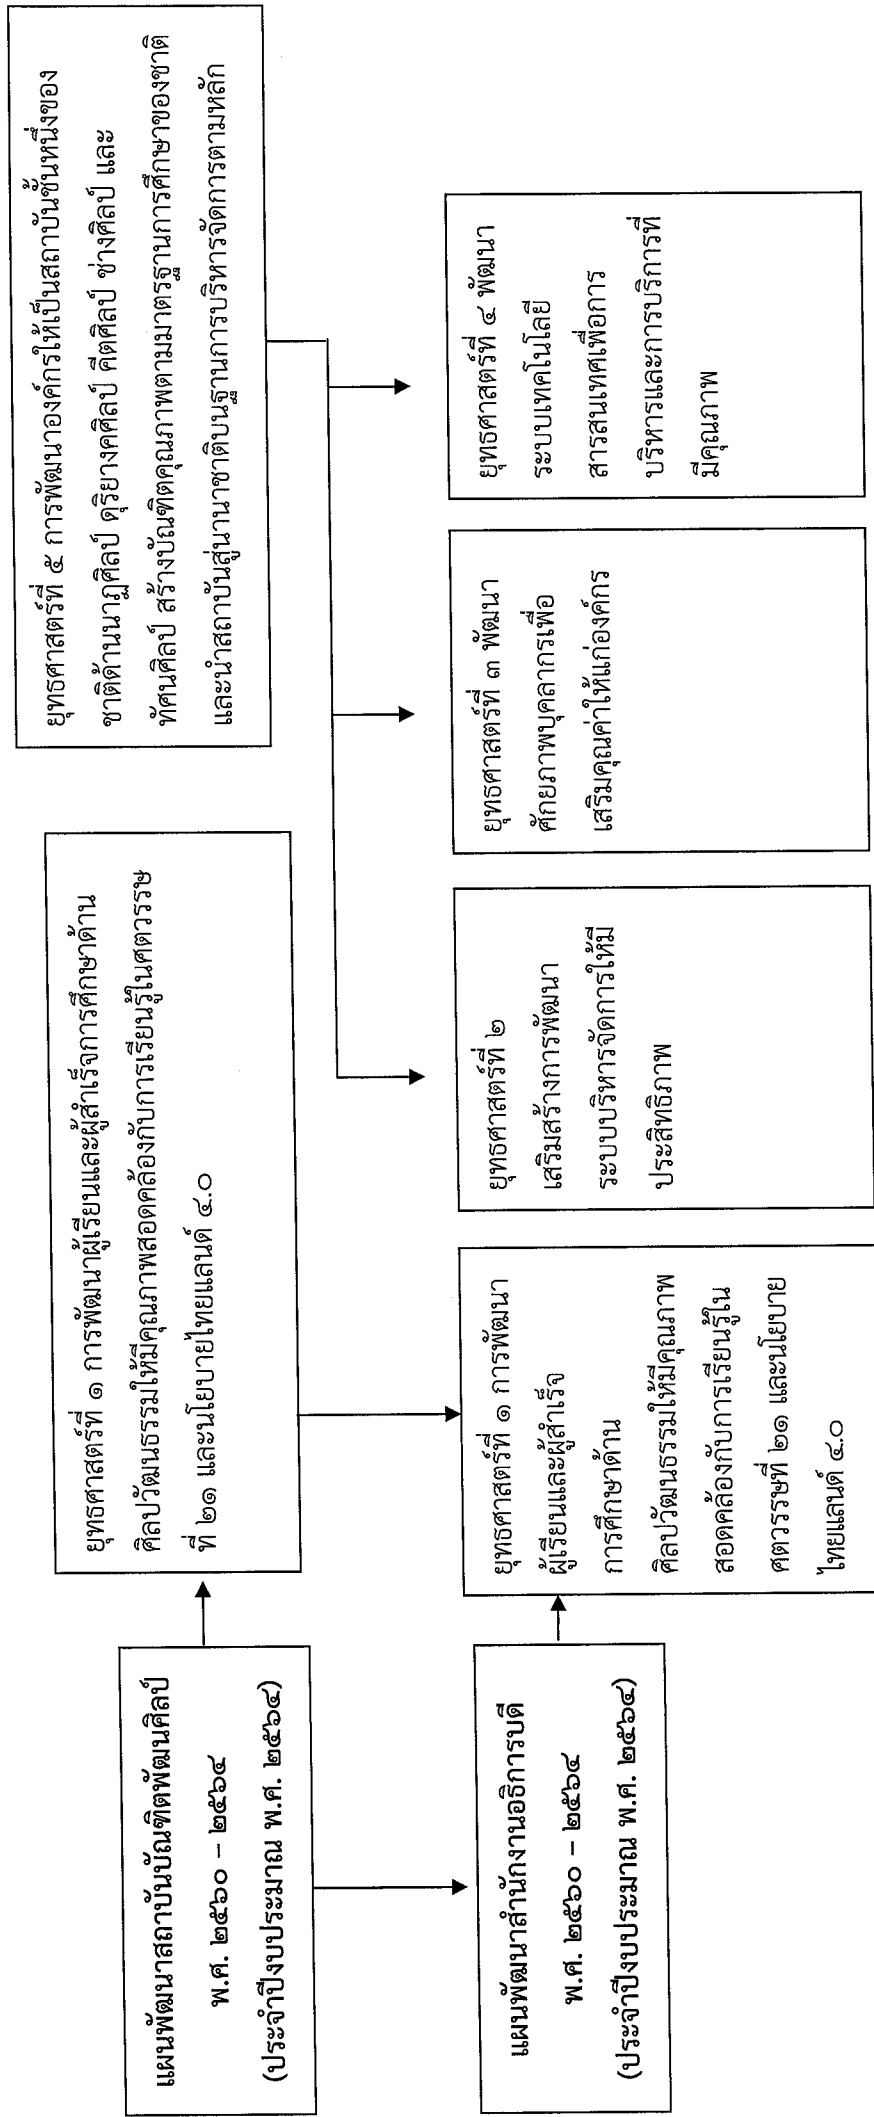 แผนพัฒนาสถาบันบัณฑิตพัฒนศิลป์
พ.ศ. ๒๕๖๐ – ๒๕๖๔
(ประจำปีงบประมาณ พ.ศ. ๒๕๖๔)
ยุทธศาสตร์ที่ ๑ การพัฒนาผู้เรียนและผู้สำเร็จการศึกษาด้าน
ศิลปวัฒนธรรมให้มีคุณภาพสอดคล้องกับการเรียนรู้ในศตวรรษ
ที่ ๒๑ และนโยบายไทยแลนด์ ๔.๐
ยุทธศาสตร์ที่ ๕ การพัฒนาองค์กรให้เป็นสถาบันชั้นหนึ่งของ
ชาติด้านนาฏศิลป์ ดุริยางคศิลป์ คีตศิลป์ ช่างศิลป์ และ
ทัศนศิลป์ สร้างบัณฑิตคุณภาพตามมาตรฐานการศึกษาของชาติ
และนำสถาบันสู่นานาชาติบนฐานการบริหารจัดการตามหลัก
แผนพัฒนาสำนักงานอธิการบดี
พ.ศ. ๒๕๖๐ – ๒๕๖๔
(ประจำปีงบประมาณ พ.ศ. ๒๕๖๔)
ยุทธศาสตร์ที่ ๑ การพัฒนา
ผู้เรียนและผู้สำเร็จ
การศึกษาด้าน
ศิลปวัฒนธรรมให้มีคุณภาพ
สอดคล้องกับการเรียนรู้ใน
ศตวรรษที่ ๒๑ และนโยบาย
ไทยแลนด์ ๔.๐
ยุทธศาสตร์ที่ ๒
เสริมสร้างการพัฒนา
ระบบบริหารจัดการให้มี
ประสิทธิภาพ
ยุทธศาสตร์ที่ ๓ พัฒนา
ศักยภาพบุคลากรเพื่อ
เสริมคุณค่าให้แก่องค์กร
ยุทธศาสตร์ที่ ๔ พัฒนา
ระบบเทคโนโลยี
สารสนเทศเพื่อการ
บริหารและการบริการที่
มีคุณภาพ